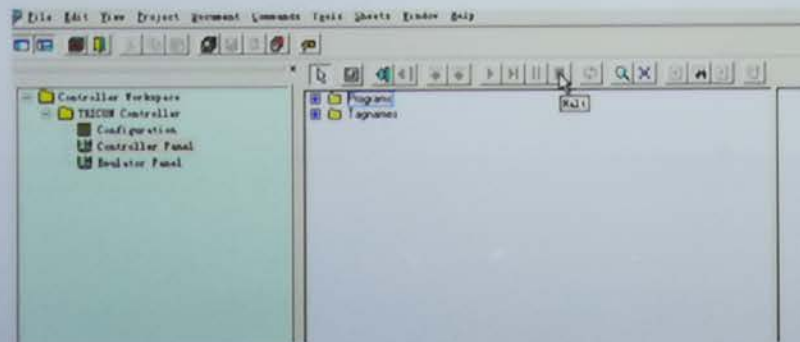 File Edit View Project Document Commands Tools Sheets Window Help
Controller Workspace
TRICON Controller
Configuration
Controller Panel
Emulator Panel
Programs
Tagnames
Halt